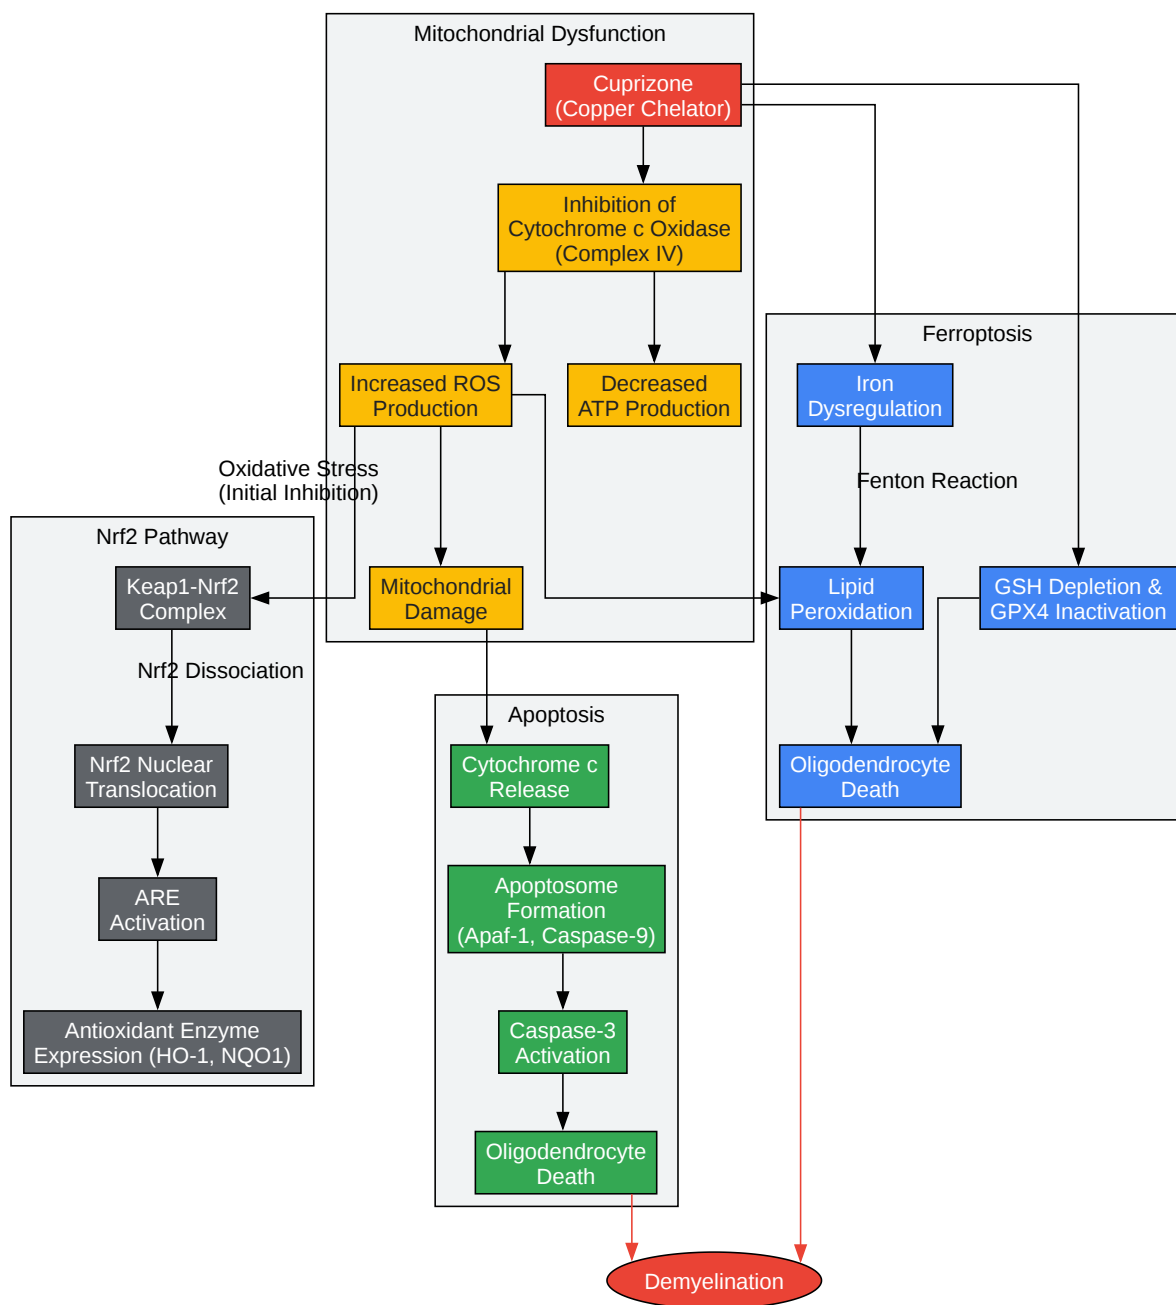 Mitochondrial Dysfunction
Cuprizone
(Copper Chelator)
Inhibition of
Cytochrome c Oxidase
(Complex IV)
Ferroptosis
Increased ROS
Production
Decreased
ATP Production
Iron
Dysregulation
Oxidative Stress
(Initial Inhibition)
Fenton Reaction
Nrf2 Pathway
Keap1-Nrf2
Complex
Mitochondrial
Damage
Lipid
Peroxidation
GSH Depletion &
GPX4 Inactivation
Nrf2 Dissociation
Apoptosis
Nrf2 Nuclear
Translocation
Cytochrome c
Release
Oligodendrocyte
Death
ARE
Activation
Apoptosome
Formation
(Apaf-1, Caspase-9)
Antioxidant Enzyme
Expression (HO-1, NQO1)
Caspase-3
Activation
Oligodendrocyte
Death
Demyelination